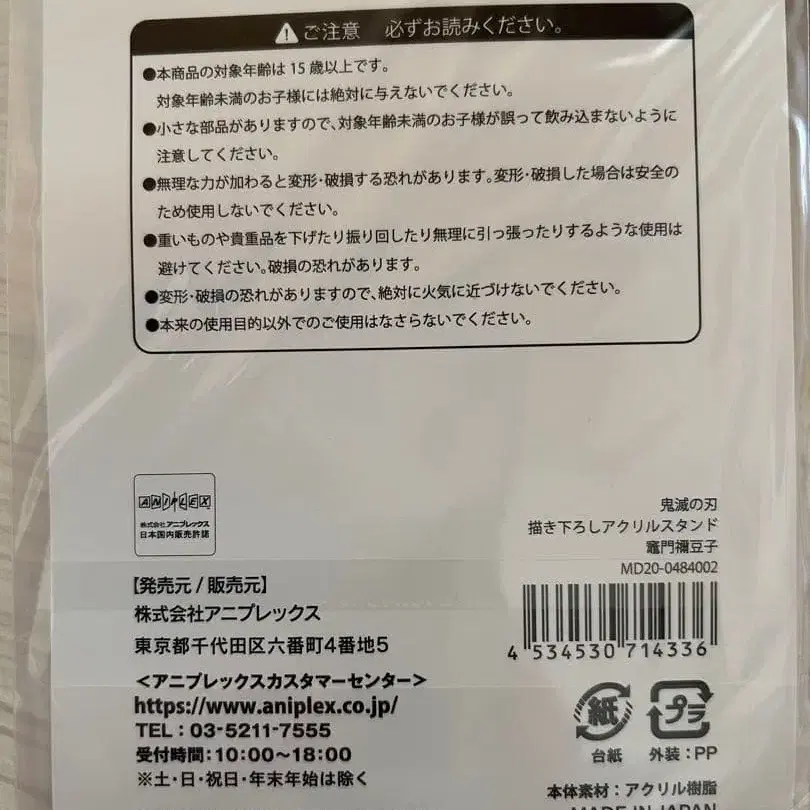 ご注意 必ずお読みください。
●本商品の対象年齢は15歳以上です。
対象年齢未満のお子様には絶対に与えないでください。
●小さな部品がありますので、対象年齢未満のお子様が誤って飲み込まないように
注意してください。
●無理な力が加わると変形・破損する恐れがあります。変形・破損した場合は安全の
ため使用しないでください。
●重いものや貴重品を下げたり振り回したり無理に引っ張ったりするような使用は
避けてください。破損の恐れがあります。
●変形・破損の恐れがありますので、絶対に火気に近づけないでください。
●本来の使用目的以外でのご使用はなさらないでください。
ANIPLEX
株式会社アニプレックス
日本国内販売許諾
【発売元 / 販売元】
株式会社アニプレックス
東京都千代田区六番町4番地5
＜アニプレックスカスタマーセンター＞
https://www.aniplex.co.jp/
TEL：03-5211-7555
受付時間：10:00～18:00
※土・日・祝日・年末年始は除く
鬼滅の刃
描き下ろしアクリルスタンド
竈門禰豆子
MD20-0484002
4 534530 714336
紙 プラ
台紙 外装：PP
本体素材：アクリル樹脂
MADE IN JAPAN